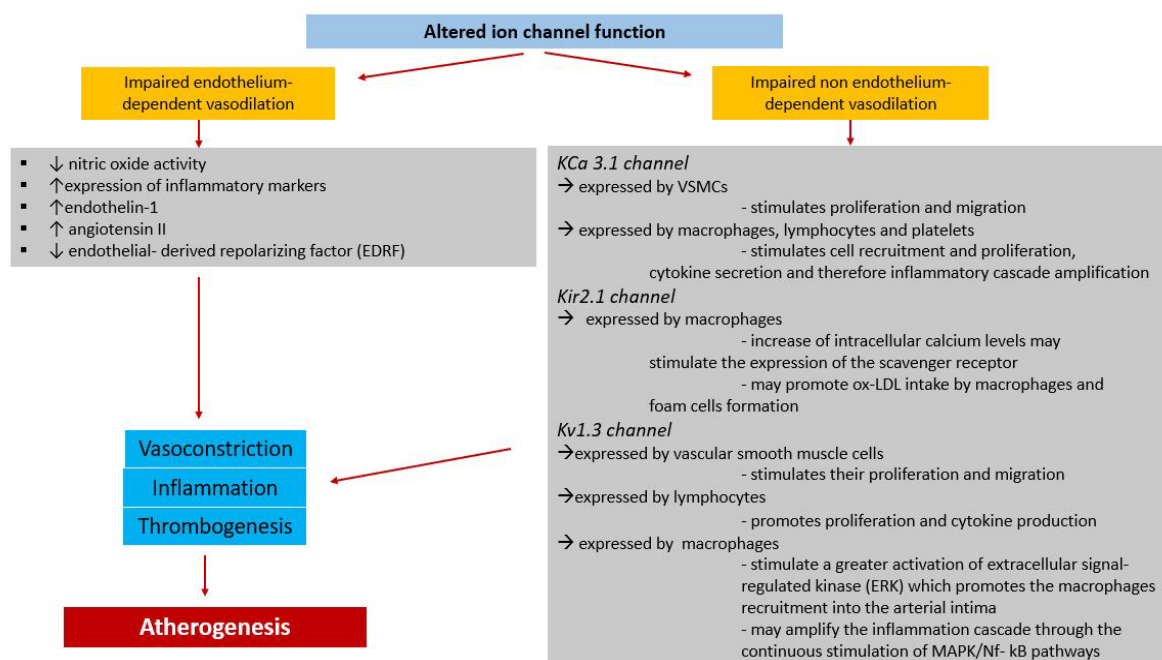 Altered ion channel function
Impaired endothelium-
dependent vasodilation
▪ ↓ nitric oxide activity
▪ ↑expression of inflammatory markers
▪ ↑endothelin-1
▪ ↑ angiotensin II
▪ ↓ endothelial- derived repolarizing factor (EDRF)
Impaired non endothelium-
dependent vasodilation
KCa 3.1 channel
→ expressed by VSMCs
- stimulates proliferation and migration
→ expressed by macrophages, lymphocytes and platelets
- stimulates cell recruitment and proliferation,
cytokine secretion and therefore inflammatory cascade amplification
Kir2.1 channel
→ expressed by macrophages
- increase of intracellular calcium levels may
stimulate the expression of the scavenger receptor
- may promote ox-LDL intake by macrophages and
foam cells formation
Kv1.3 channel
→expressed by vascular smooth muscle cells
- stimulates their proliferation and migration
→expressed by lymphocytes
- promotes proliferation and cytokine production
→ expressed by macrophages
- stimulate a greater activation of extracellular signal-
regulated kinase (ERK) which promotes the macrophages
recruitment into the arterial intima
- may amplify the inflammation cascade through the
continuous stimulation of MAPK/Nf- kB pathways
Vasoconstriction
Inflammation
Thrombogenesis
Atherogenesis